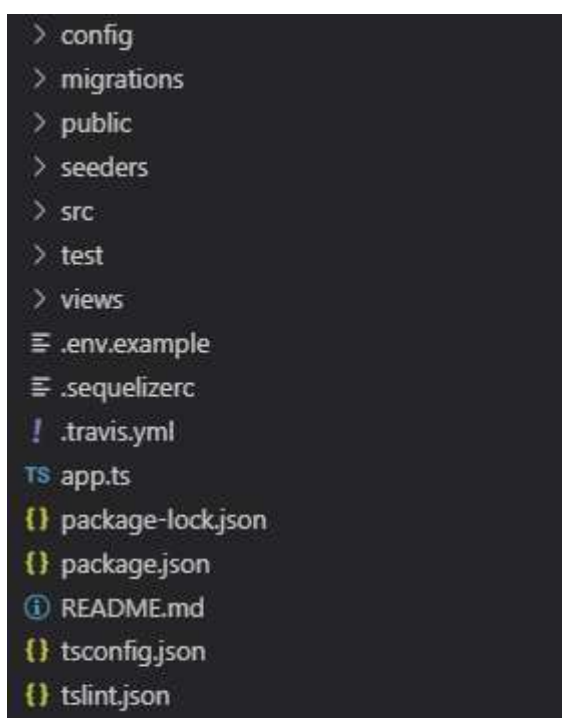 config
migrations
public
seeders
src
test
views
.env.example
.sequelizerc
! .travis.yml
TS app.ts
{} package-lock.json
{} package.json
README.md
{} tsconfig.json
{} tslint.json